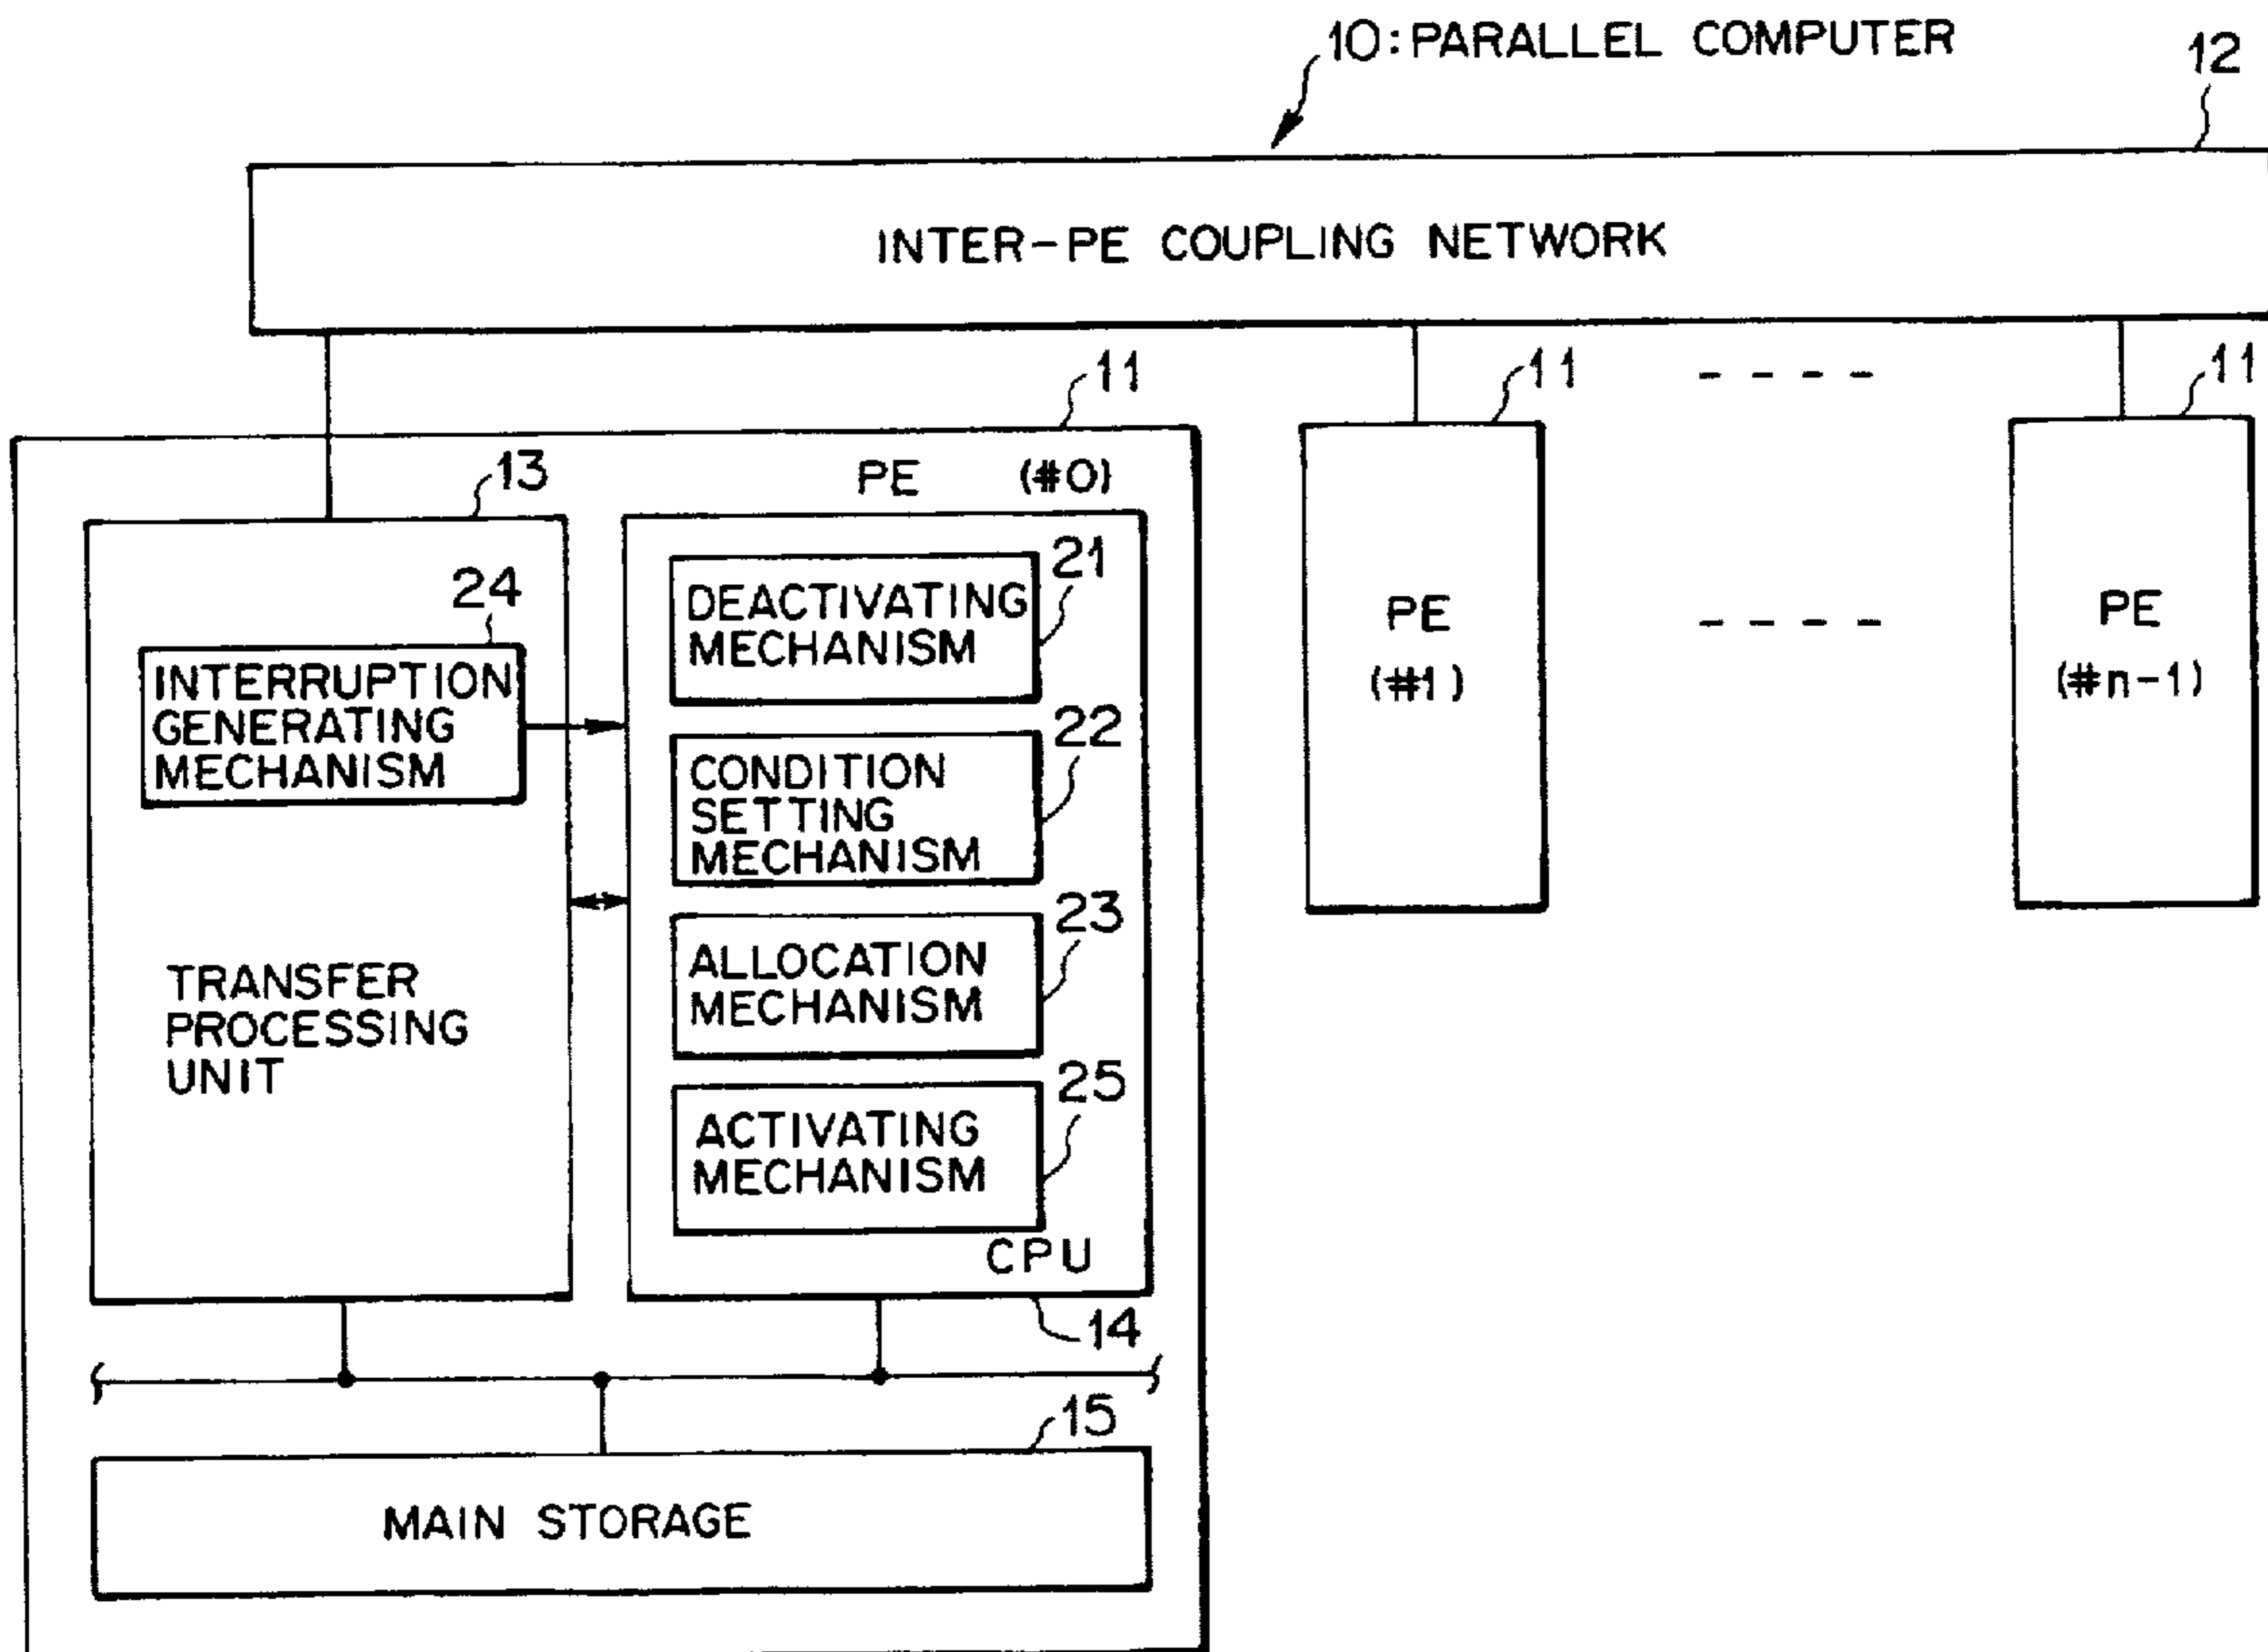 10: PARALLEL COMPUTER
12
INTER-PE COUPLING NETWORK
11
11
- - - -
11
PE (#0)
13
24
INTERRUPTION
GENERATING
MECHANISM
TRANSFER
PROCESSING
UNIT
21
DEACTIVATING
MECHANISM
22
CONDITION
SETTING
MECHANISM
23
ALLOCATION
MECHANISM
25
ACTIVATING
MECHANISM
CPU
14
15
MAIN STORAGE
PE
(#1)
- - - -
PE
(#n-1)